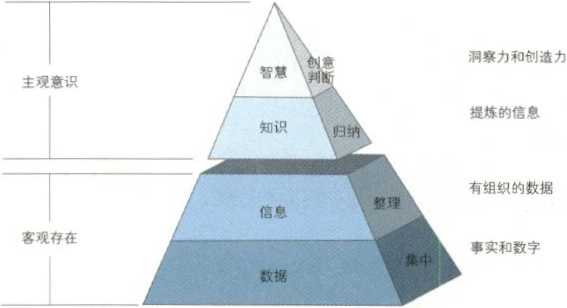 创意
判断
智慧
洞察力和创造力
主观意识
知识
归纳
提炼的信息
信息
整理
有组织的数据
客观存在
数据
集中
事实和数字